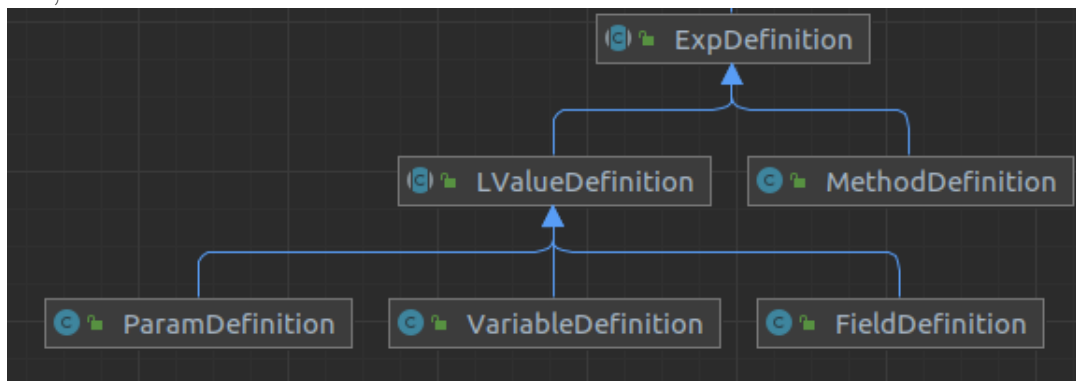 ExpDefinition
LValueDefinition MethodDefinition
ParamDefinition VariableDefinition FieldDefinition